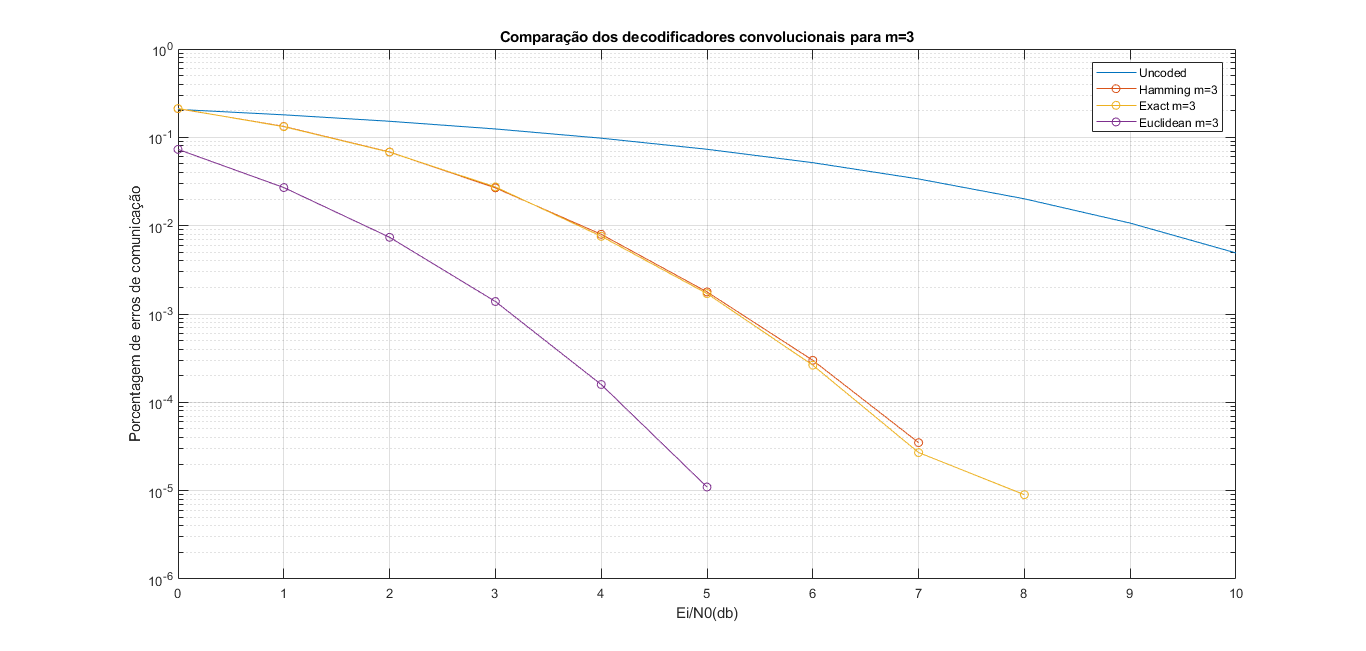 Comparação dos decodificadores convolucionais para m=3
Uncoded
Hamming m=3
Exact m=3
Euclidean m=3
Porcentagem de erros de comunicação
10^0
10^-1
10^-2
10^-3
10^-4
10^-5
10^-6
0 1 2 3 4 5 6 7 8 9 10
Ei/N0(db)